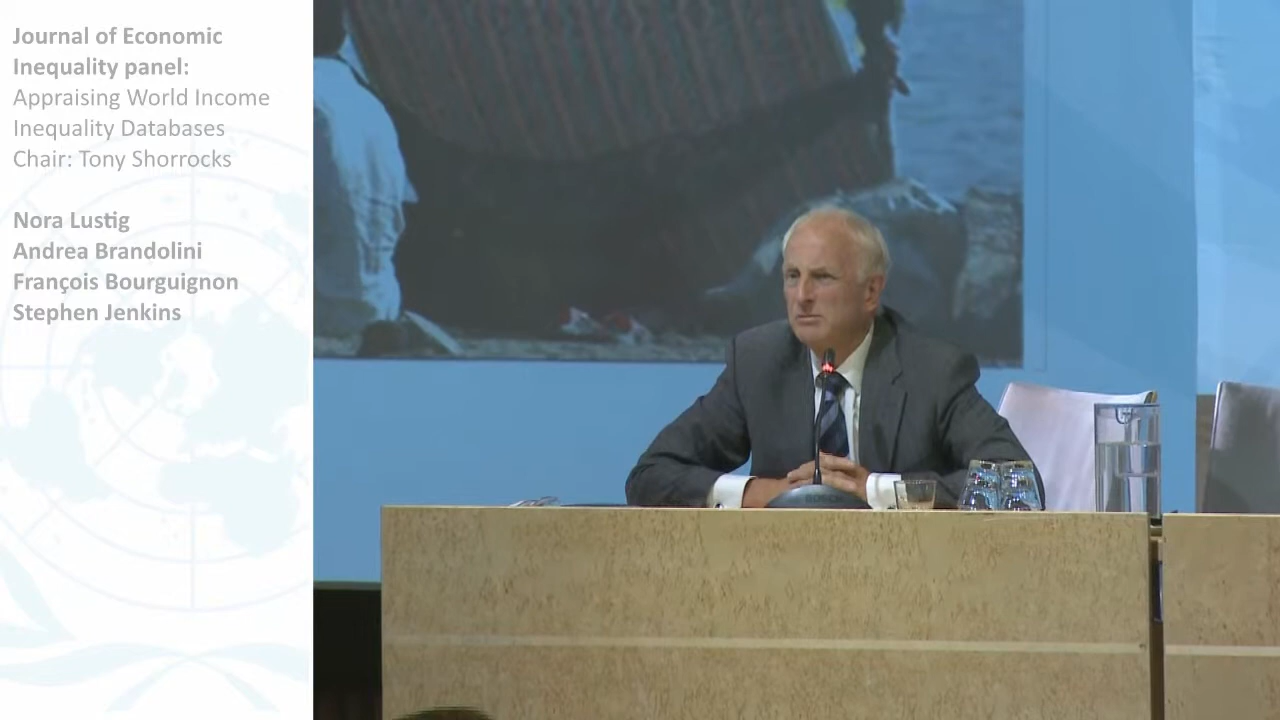 Journal of Economic
Inequality panel:
Appraising World Income
Inequality Databases
Chair: Tony Shorrocks
Nora Lustig
Andrea Brandolini
François Bourguignon
Stephen Jenkins